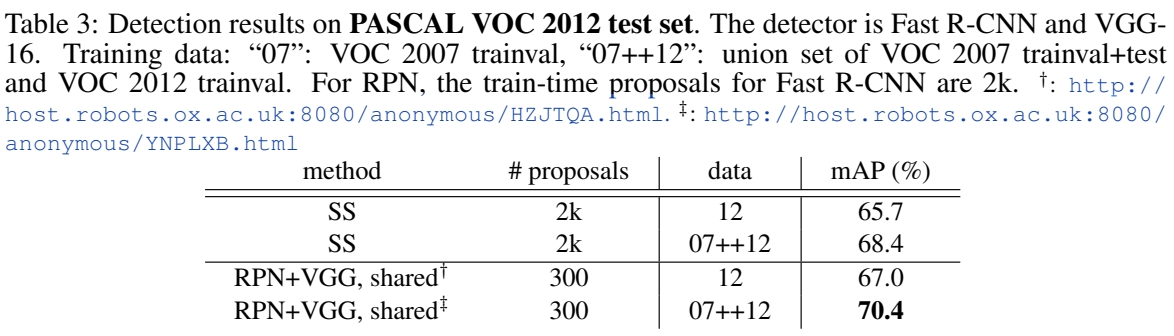 Table 3: Detection results on PASCAL VOC 2012 test set. The detector is Fast R-CNN and VGG-
16. Training data: “07”: VOC 2007 trainval, “07++12”: union set of VOC 2007 trainval+test
and VOC 2012 trainval. For RPN, the train-time proposals for Fast R-CNN are 2k. †: http://
host.robots.ox.ac.uk:8080/anonymous/HZJTQA.html. ‡: http://host.robots.ox.ac.uk:8080/
anonymous/YNPLXB.html
method # proposals data mAP (%)
SS 2k 12 65.7
SS 2k 07++12 68.4
RPN+VGG, shared† 300 12 67.0
RPN+VGG, shared‡ 300 07++12 70.4